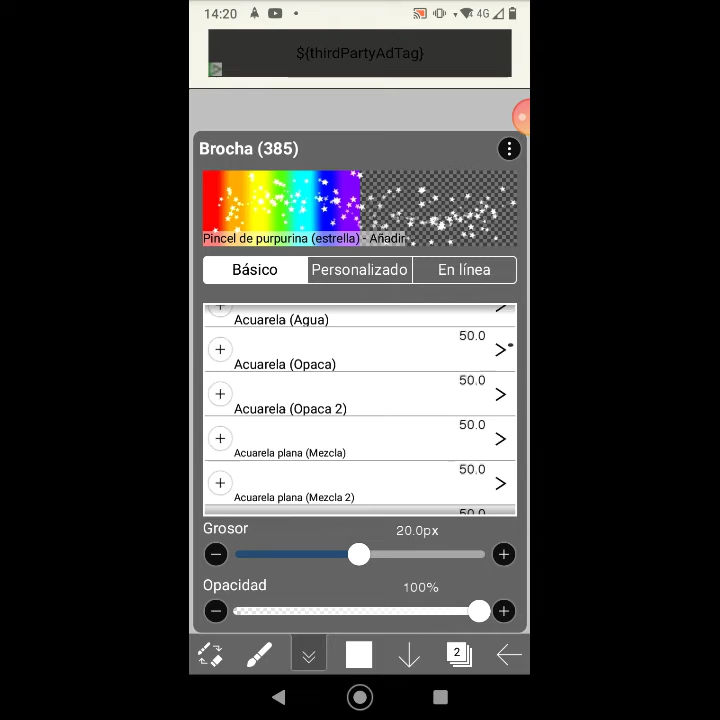 14:20
4G
${thirdPartyAdTag}
Brocha (385)
Pincel de purpurina (estrella) - Añadir
Básico
Personalizado
En línea
Acuarela (Agua)
50.0
Acuarela (Opaca)
50.0
Acuarela (Opaca 2)
50.0
Acuarela plana (Mezcla)
50.0
Acuarela plana (Mezcla 2)
50.0
Grosor
20.0px
Opacidad
100%
2